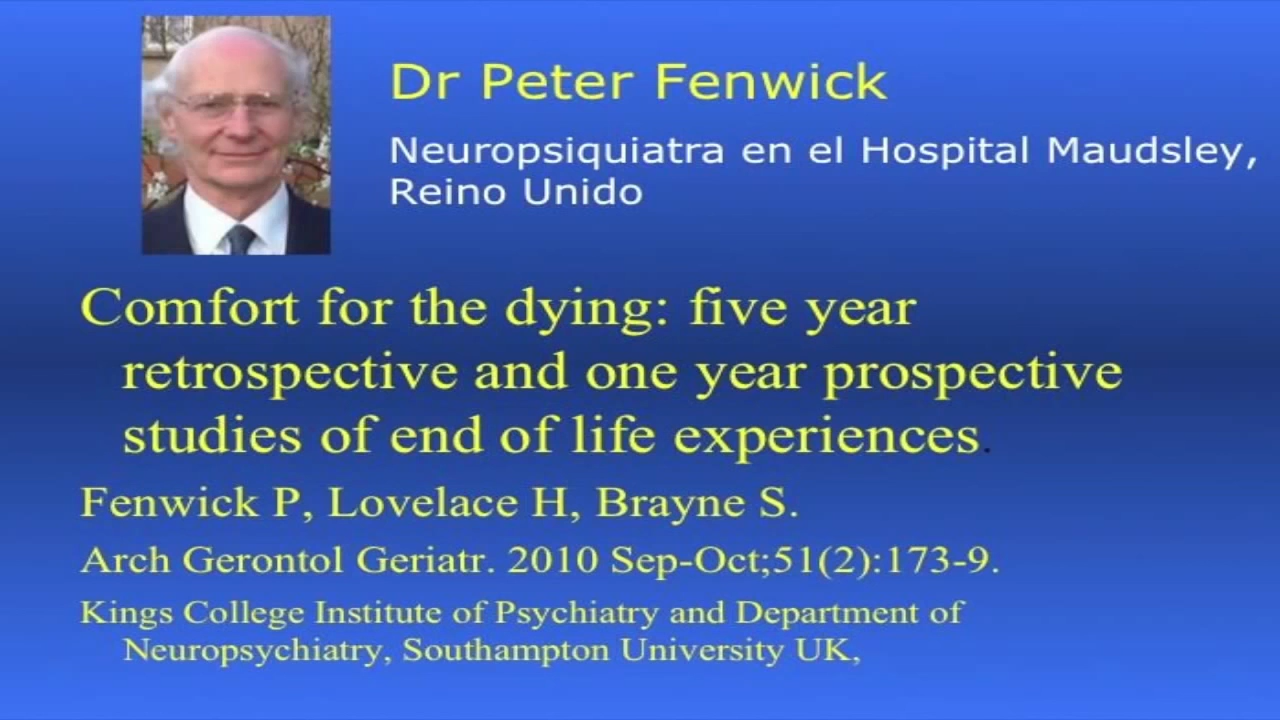 Dr Peter Fenwick
Neuropsiquiatra en el Hospital Maudsley,
Reino Unido
Comfort for the dying: five year
retrospective and one year prospective
studies of end of life experiences.
Fenwick P, Lovelace H, Brayne S.
Arch Gerontol Geriatr. 2010 Sep-Oct;51(2):173-9.
Kings College Institute of Psychiatry and Department of
Neuropsychiatry, Southampton University UK,